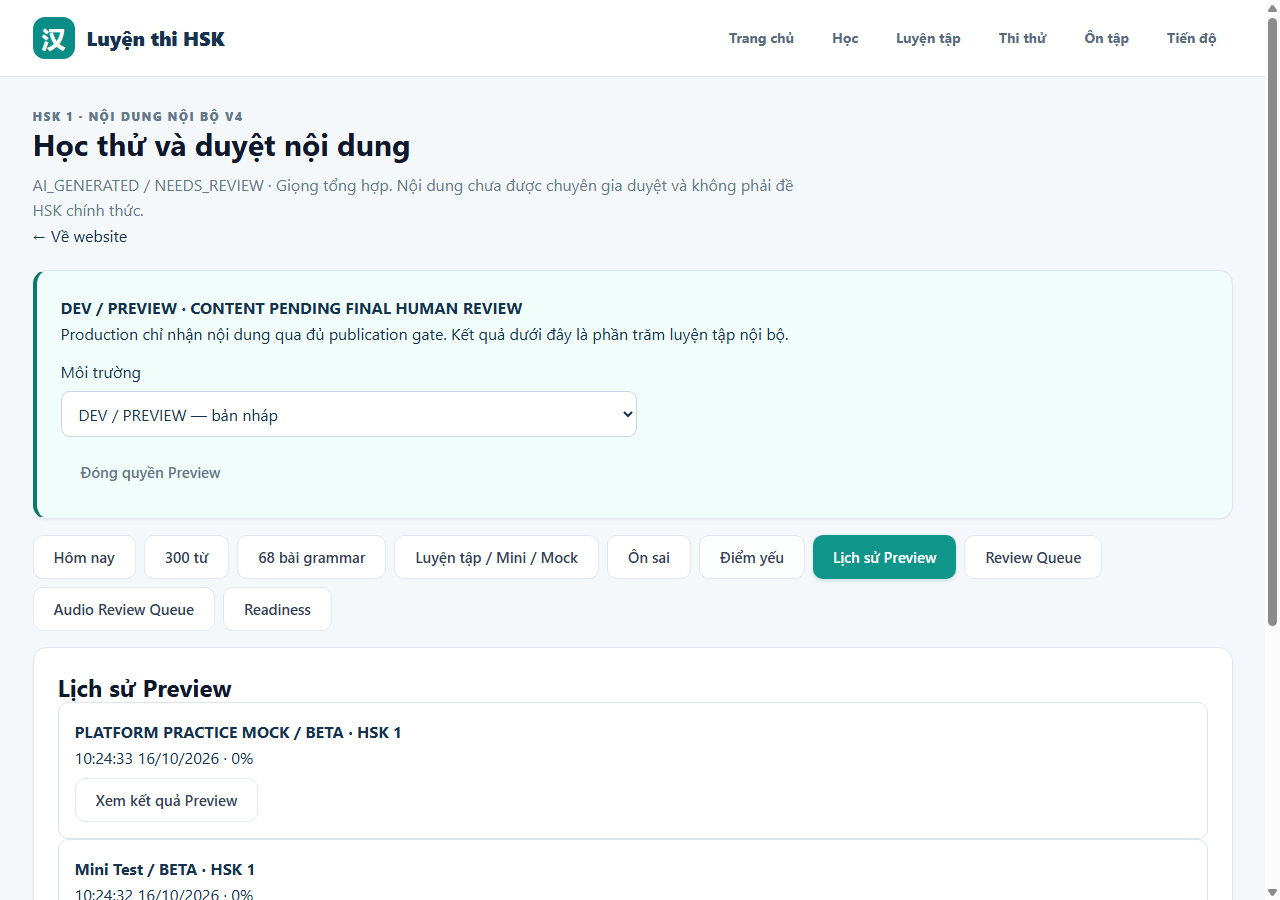 汉 Luyện thi HSK
Trang chủ Học Luyện tập Thi thử Ôn tập Tiến độ
HSK 1 · NỘI DUNG NỘI BỘ V4
Học thử và duyệt nội dung
AI_GENERATED / NEEDS_REVIEW · Giọng tổng hợp. Nội dung chưa được chuyên gia duyệt và không phải đề
HSK chính thức.
← Về website
DEV / PREVIEW · CONTENT PENDING FINAL HUMAN REVIEW
Production chỉ nhận nội dung qua đủ publication gate. Kết quả dưới đây là phần trăm luyện tập nội bộ.
Môi trường
DEV / PREVIEW — bản nháp
Đóng quyền Preview
Hôm nay 300 từ 68 bài grammar Luyện tập / Mini / Mock Ôn sai Điểm yếu Lịch sử Preview Review Queue
Audio Review Queue Readiness
Lịch sử Preview
PLATFORM PRACTICE MOCK / BETA · HSK 1
10:24:33 16/10/2026 · 0%
Xem kết quả Preview
Mini Test / BETA · HSK 1
10:24:32 16/10/2026 · 0%